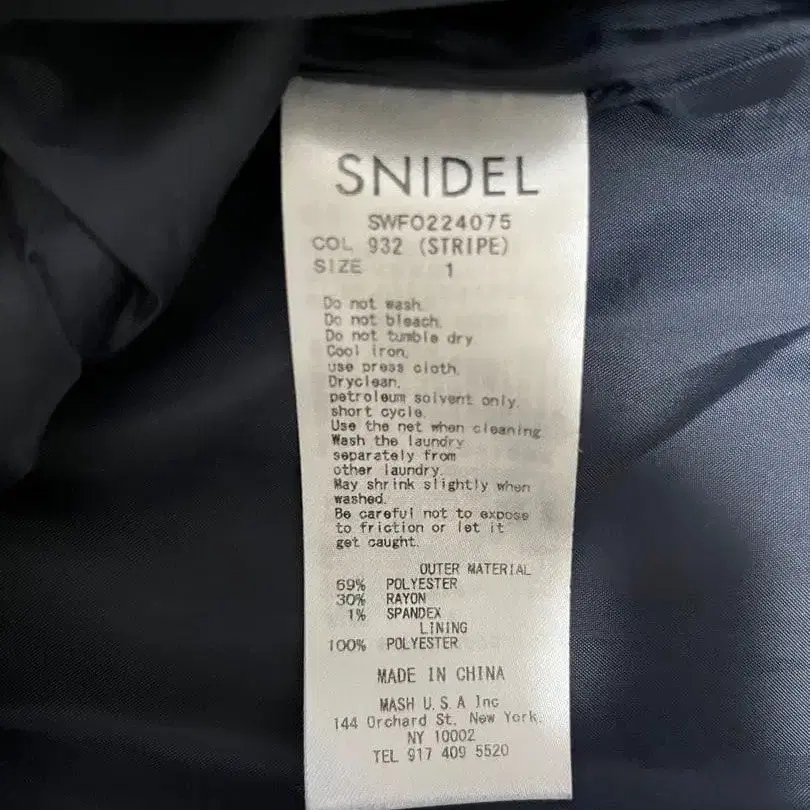 SNIDEL
SWFO224075
COL 932 (STRIPE)
SIZE 1
Do not wash.
Do not bleach.
Do not tumble dry
Cool iron.
use press cloth.
Dryclean.
petroleum solvent only.
short cycle.
Use the net when cleaning
Wash the laundry
separately from
other laundry.
May shrink slightly when
washed.
Be careful not to expose
to friction or let it
get caught.
OUTER MATERIAL
69% POLYESTER
30% RAYON
1% SPANDEX
LINING
100% POLYESTER
MADE IN CHINA
MASH U.S.A Inc
144 Orchard St. New York.
NY 10002
TEL 917 409 5520